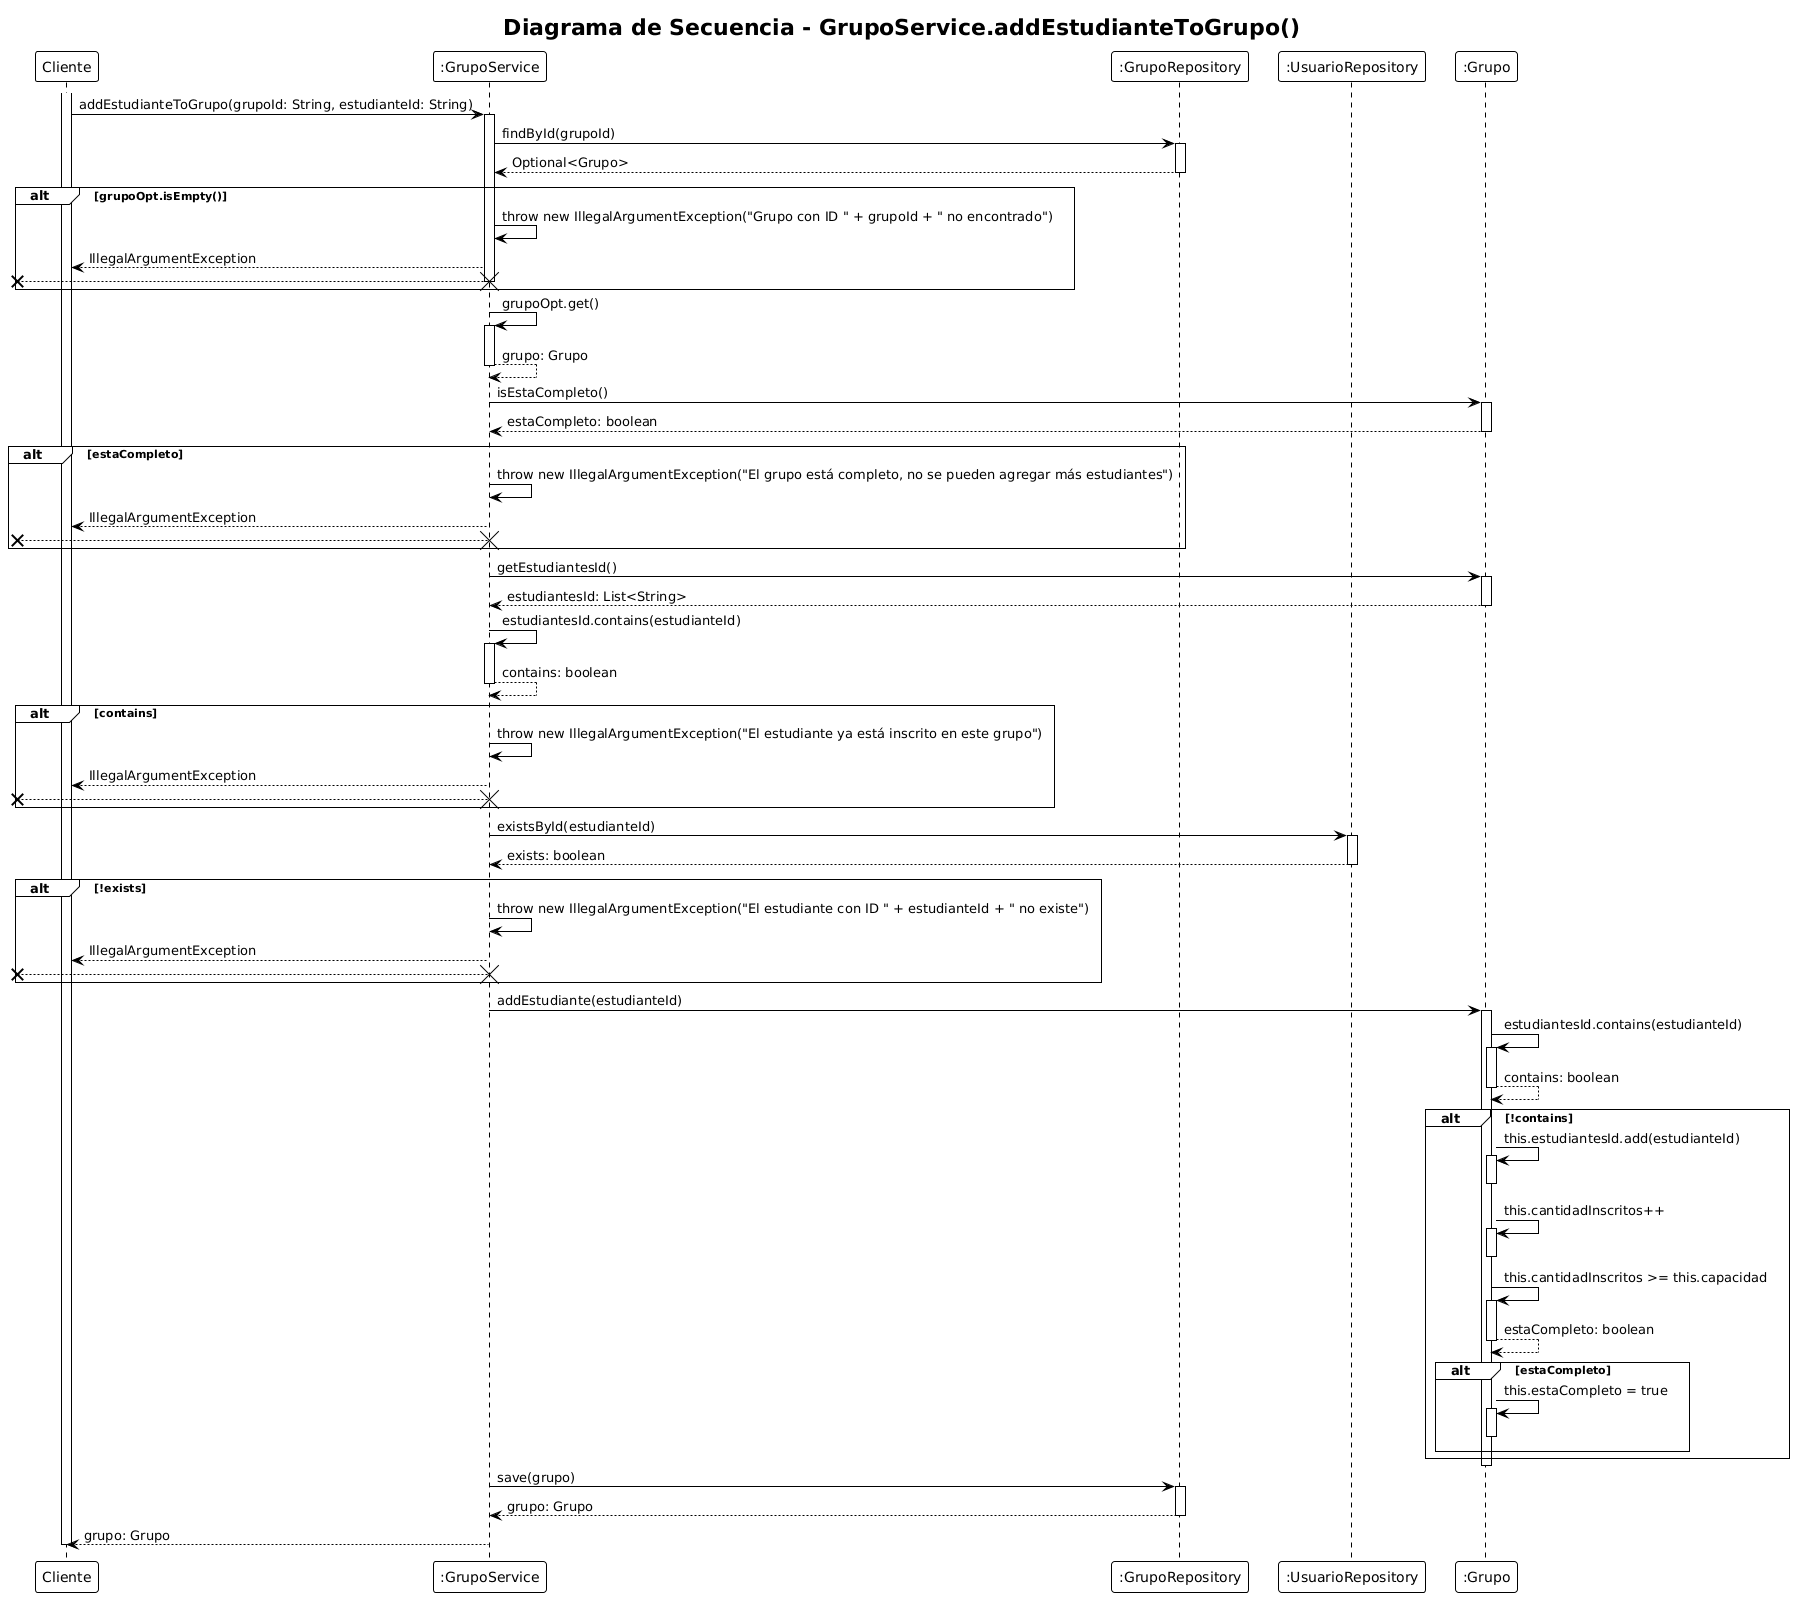 Diagrama de Secuencia - GrupoService.addEstudianteToGrupo()
Cliente
:GrupoService
:GrupoRepository
:UsuarioRepository
:Grupo
addEstudianteToGrupo(grupoId: String, estudianteId: String)
findById(grupoId)
Optional<Grupo>
alt
[grupoOpt.isEmpty()]
throw new IllegalArgumentException("Grupo con ID " + grupoId + " no encontrado")
IllegalArgumentException
grupoOpt.get()
grupo: Grupo
isEstaCompleto()
estaCompleto: boolean
alt
[estaCompleto]
throw new IllegalArgumentException("El grupo está completo, no se pueden agregar más estudiantes")
IllegalArgumentException
getEstudiantesId()
estudiantesId: List<String>
estudiantesId.contains(estudianteId)
contains: boolean
alt
[contains]
throw new IllegalArgumentException("El estudiante ya está inscrito en este grupo")
IllegalArgumentException
existsById(estudianteId)
exists: boolean
alt
[!exists]
throw new IllegalArgumentException("El estudiante con ID " + estudianteId + " no existe")
IllegalArgumentException
addEstudiante(estudianteId)
estudiantesId.contains(estudianteId)
contains: boolean
alt
[!contains]
this.estudiantesId.add(estudianteId)
this.cantidadInscritos++
this.cantidadInscritos >= this.capacidad
estaCompleto: boolean
alt
[estaCompleto]
this.estaCompleto = true
save(grupo)
grupo: Grupo
grupo: Grupo
Cliente
:GrupoService
:GrupoRepository
:UsuarioRepository
:Grupo